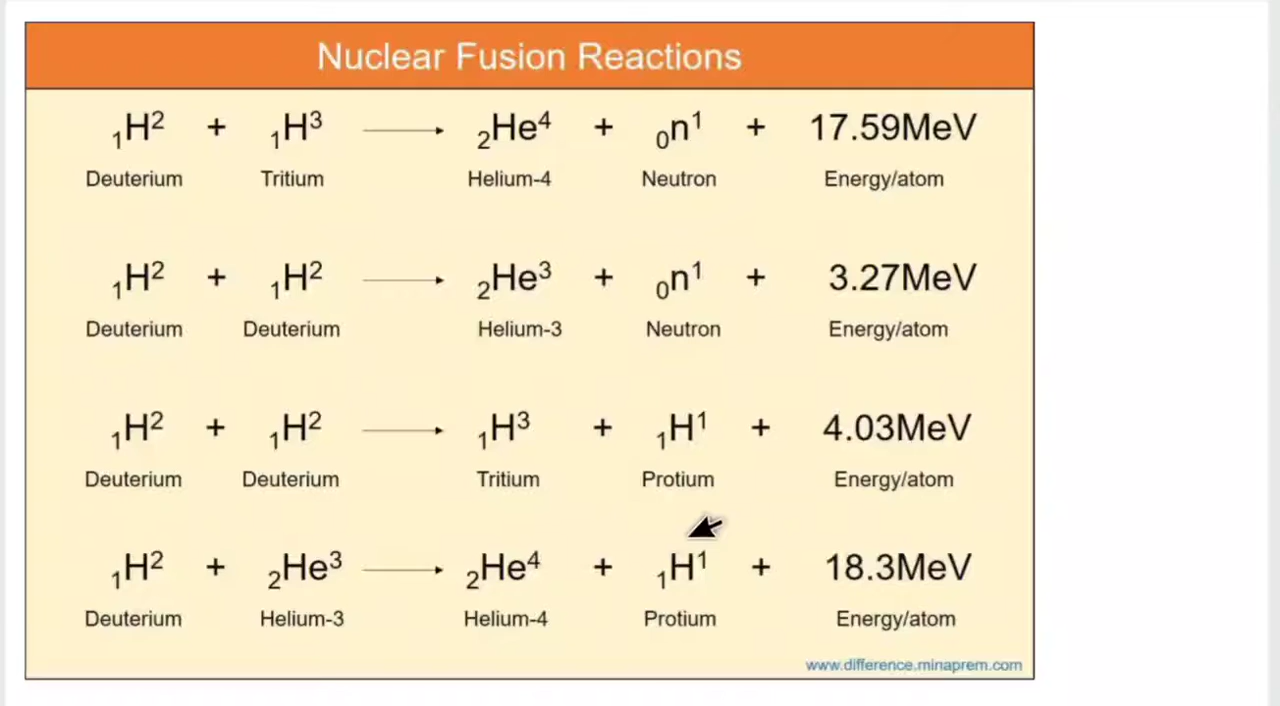 Nuclear Fusion Reactions
₁H² + ₁H³ → ₂He⁴ + ₀n¹ + 17.59MeV
Deuterium Tritium Helium-4 Neutron Energy/atom
₁H² + ₁H² → ₂He³ + ₀n¹ + 3.27MeV
Deuterium Deuterium Helium-3 Neutron Energy/atom
₁H² + ₁H² → ₁H³ + ₁H¹ + 4.03MeV
Deuterium Deuterium Tritium Protium Energy/atom
₁H² + ₂He³ → ₂He⁴ + ₁H¹ + 18.3MeV
Deuterium Helium-3 Helium-4 Protium Energy/atom
www.difference.minaprem.com